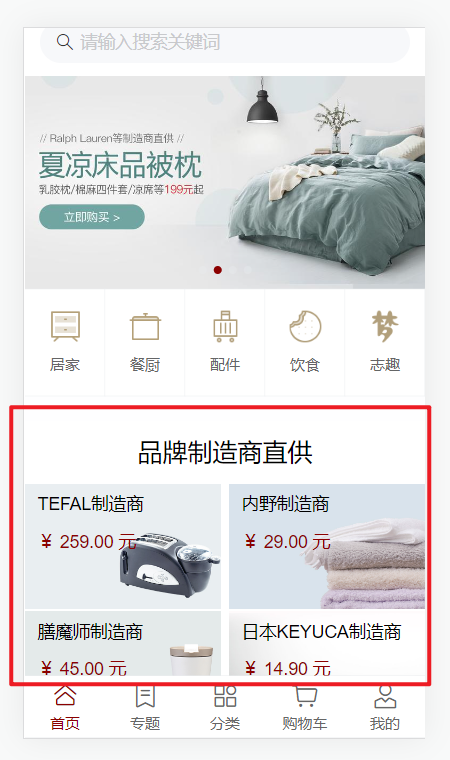 请输入搜索关键词
// Ralph Lauren等制造商直供 //
夏凉床品被枕
乳胶枕/棉麻四件套/凉席等199元起
立即购买 >
居家 餐厨 配件 饮食 志趣
梦
品牌制造商直供
TEFAL制造商
¥ 259.00 元
内野制造商
¥ 29.00 元
膳魔师制造商
¥ 45.00 元
日本KEYUCA制造商
¥ 14.90 元
首页 专题 分类 购物车 我的